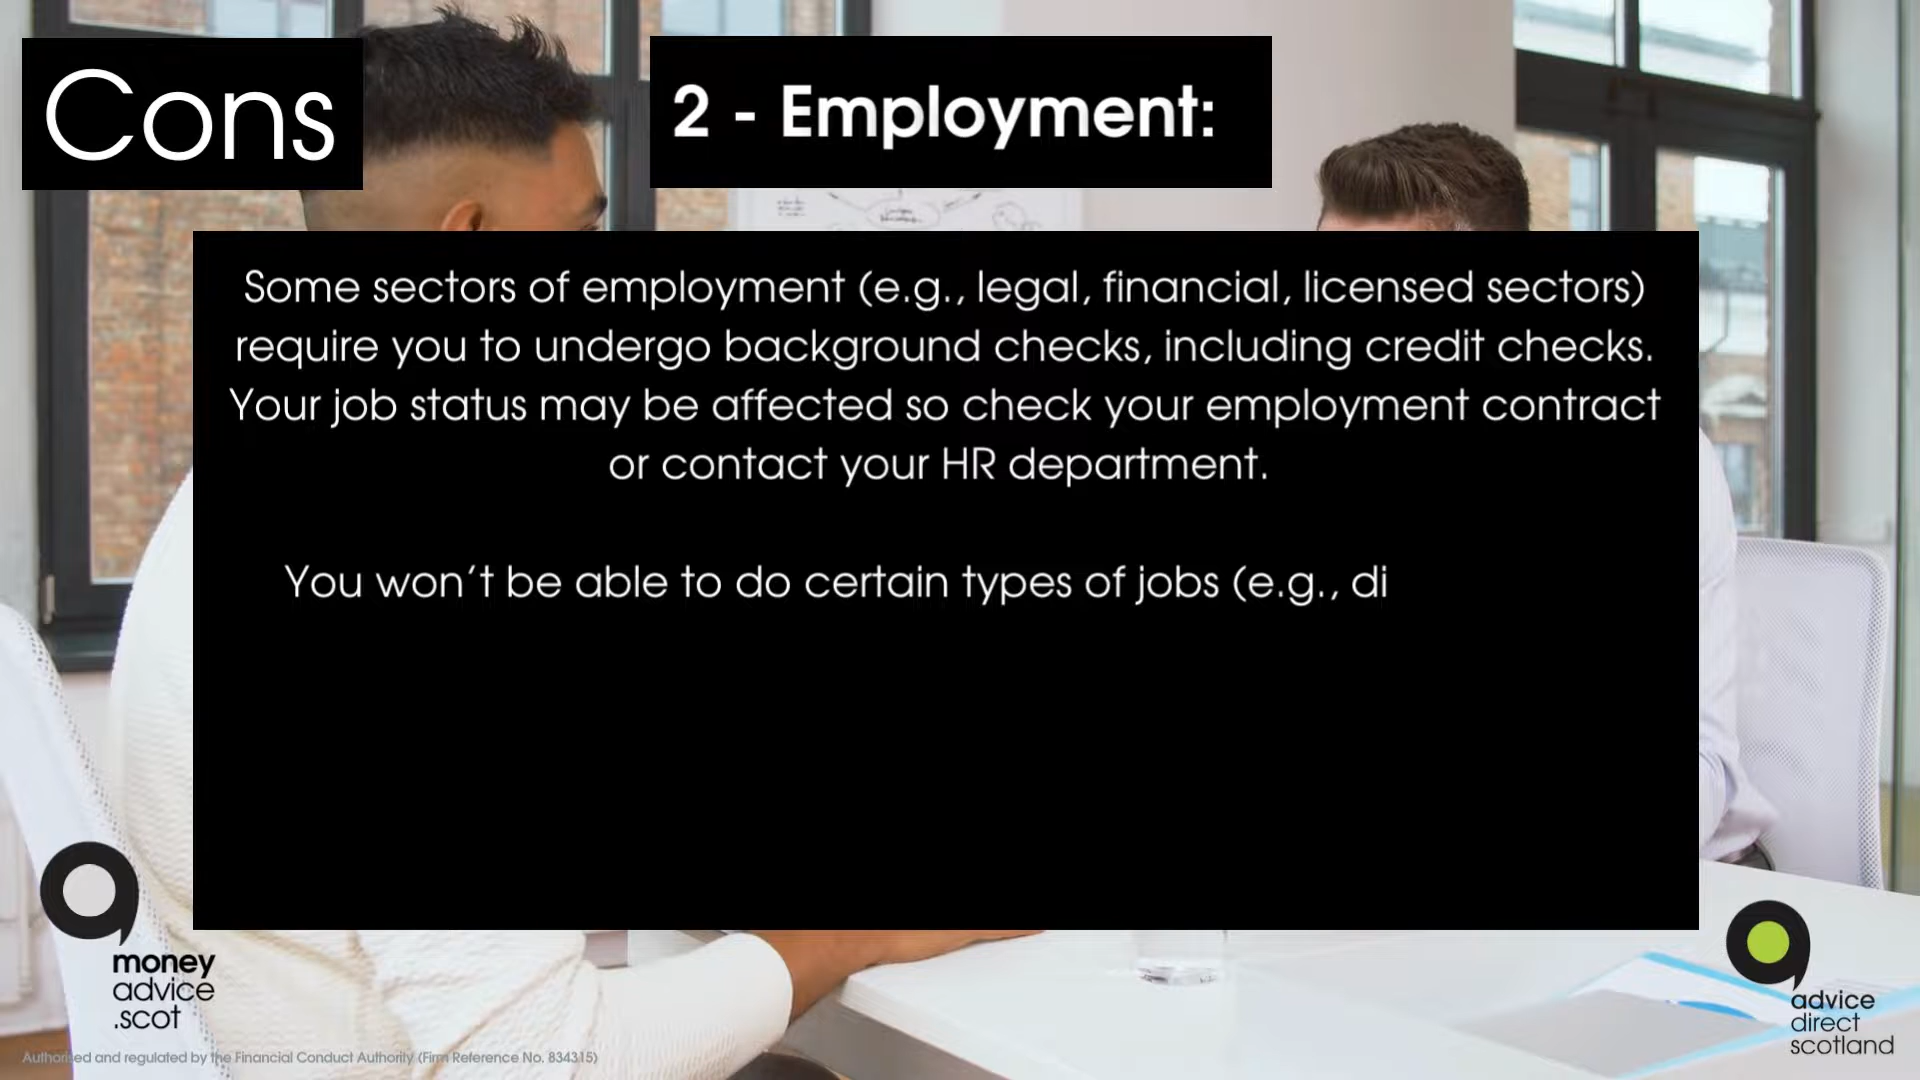 Cons
2 - Employment:
Some sectors of employment (e.g., legal, financial, licensed sectors)
require you to undergo background checks, including credit checks.
Your job status may be affected so check your employment contract
or contact your HR department.
You won't be able to do certain types of jobs (e.g., di
money
advice
.scot
advice
direct
scotland
Authorised and regulated by the Financial Conduct Authority (Firm Reference No. 834315)